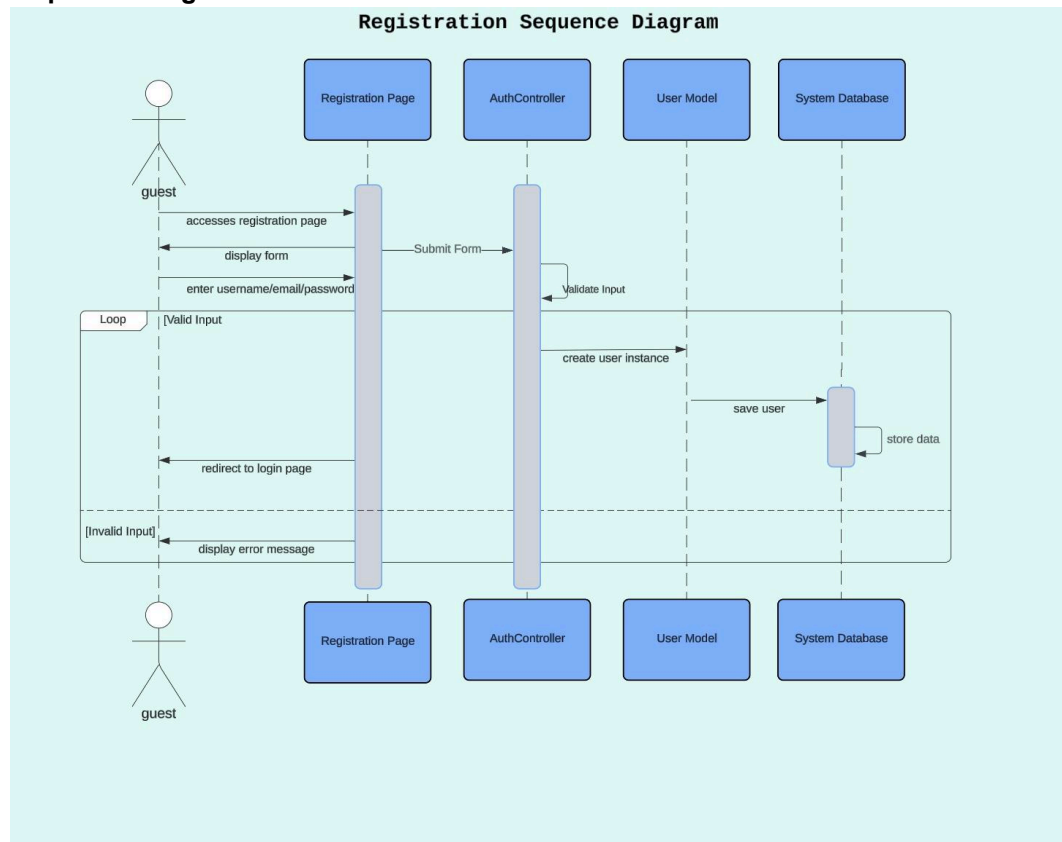 Registration Sequence Diagram
Registration Page
AuthController
User Model
System Database
guest
accesses registration page
display form
Submit Form
enter username/email/password
Validate Input
Loop
[Valid Input
create user instance
save user
store data
redirect to login page
[Invalid Input]
display error message
Registration Page
AuthController
User Model
System Database
guest